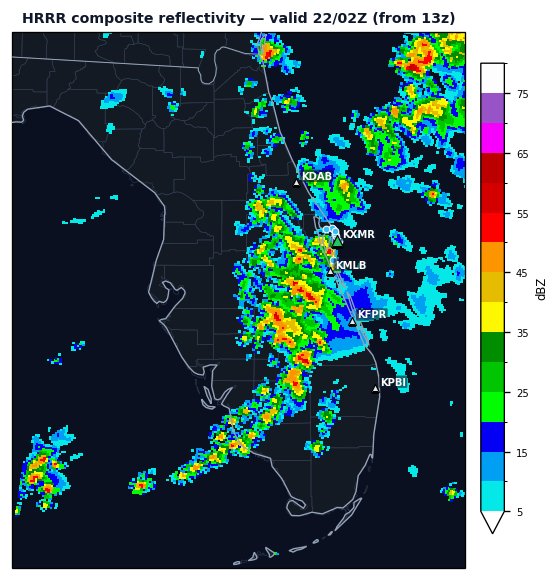 HRRR composite reflectivity — valid 22/02Z (from 13z)
KDAB
KXMR
KMLB
KFPR
KPBI
75
65
55
45
35
25
15
5
dBZ